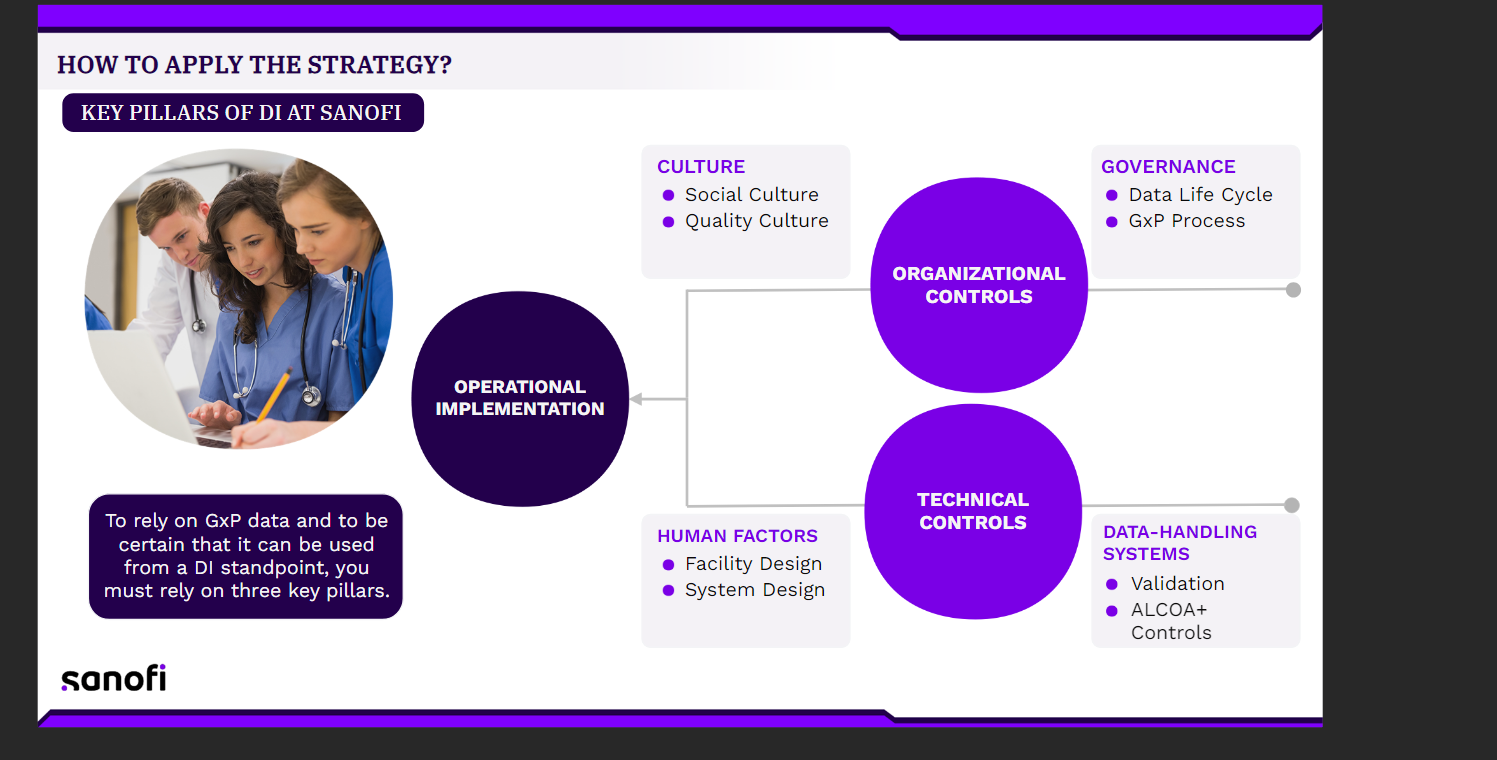 HOW TO APPLY THE STRATEGY?
KEY PILLARS OF DI AT SANOFI
CULTURE
Social Culture
Quality Culture
GOVERNANCE
Data Life Cycle
GxP Process
ORGANIZATIONAL
CONTROLS
OPERATIONAL
IMPLEMENTATION
TECHNICAL
CONTROLS
HUMAN FACTORS
Facility Design
System Design
DATA-HANDLING
SYSTEMS
Validation
ALCOA+
Controls
To rely on GxP data and to be
certain that it can be used
from a DI standpoint, you
must rely on three key pillars.
sanofi